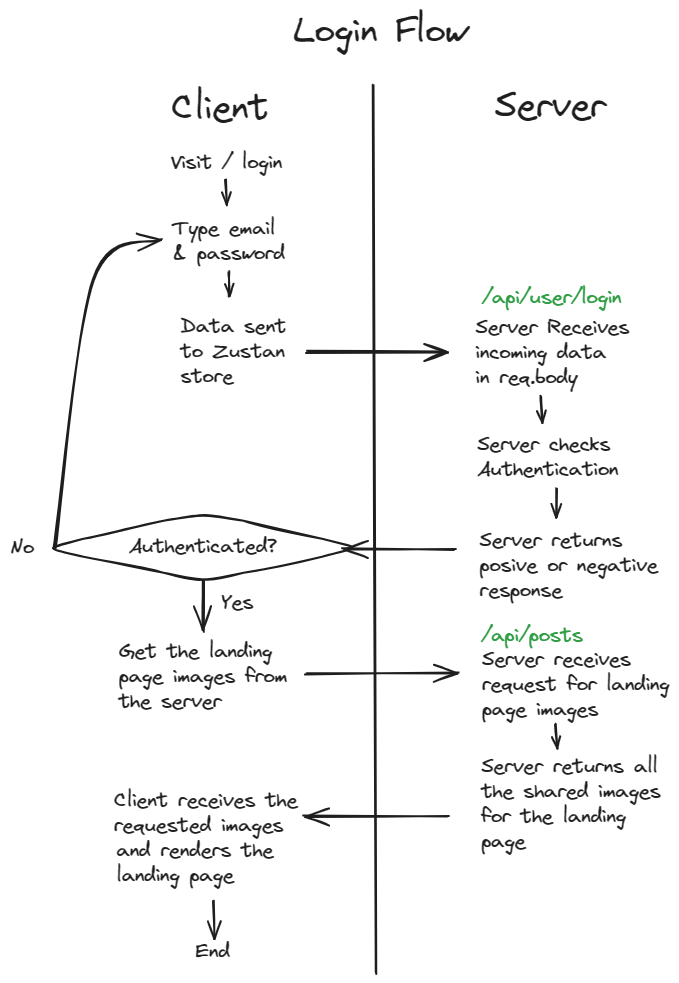 Login Flow
Client
Server
Visit / login
Type email
& password
Data sent
to Zustan
store
/api/user/login
Server Receives
incoming data
in req.body
Server checks
Authentication
Server returns
posive or negative
response
Authenticated?
No
Yes
Get the landing
page images from
the server
/api/posts
Server receives
request for landing
page images
Server returns all
the shared images
for the landing
page
Client receives the
requested images
and renders the
landing page
End